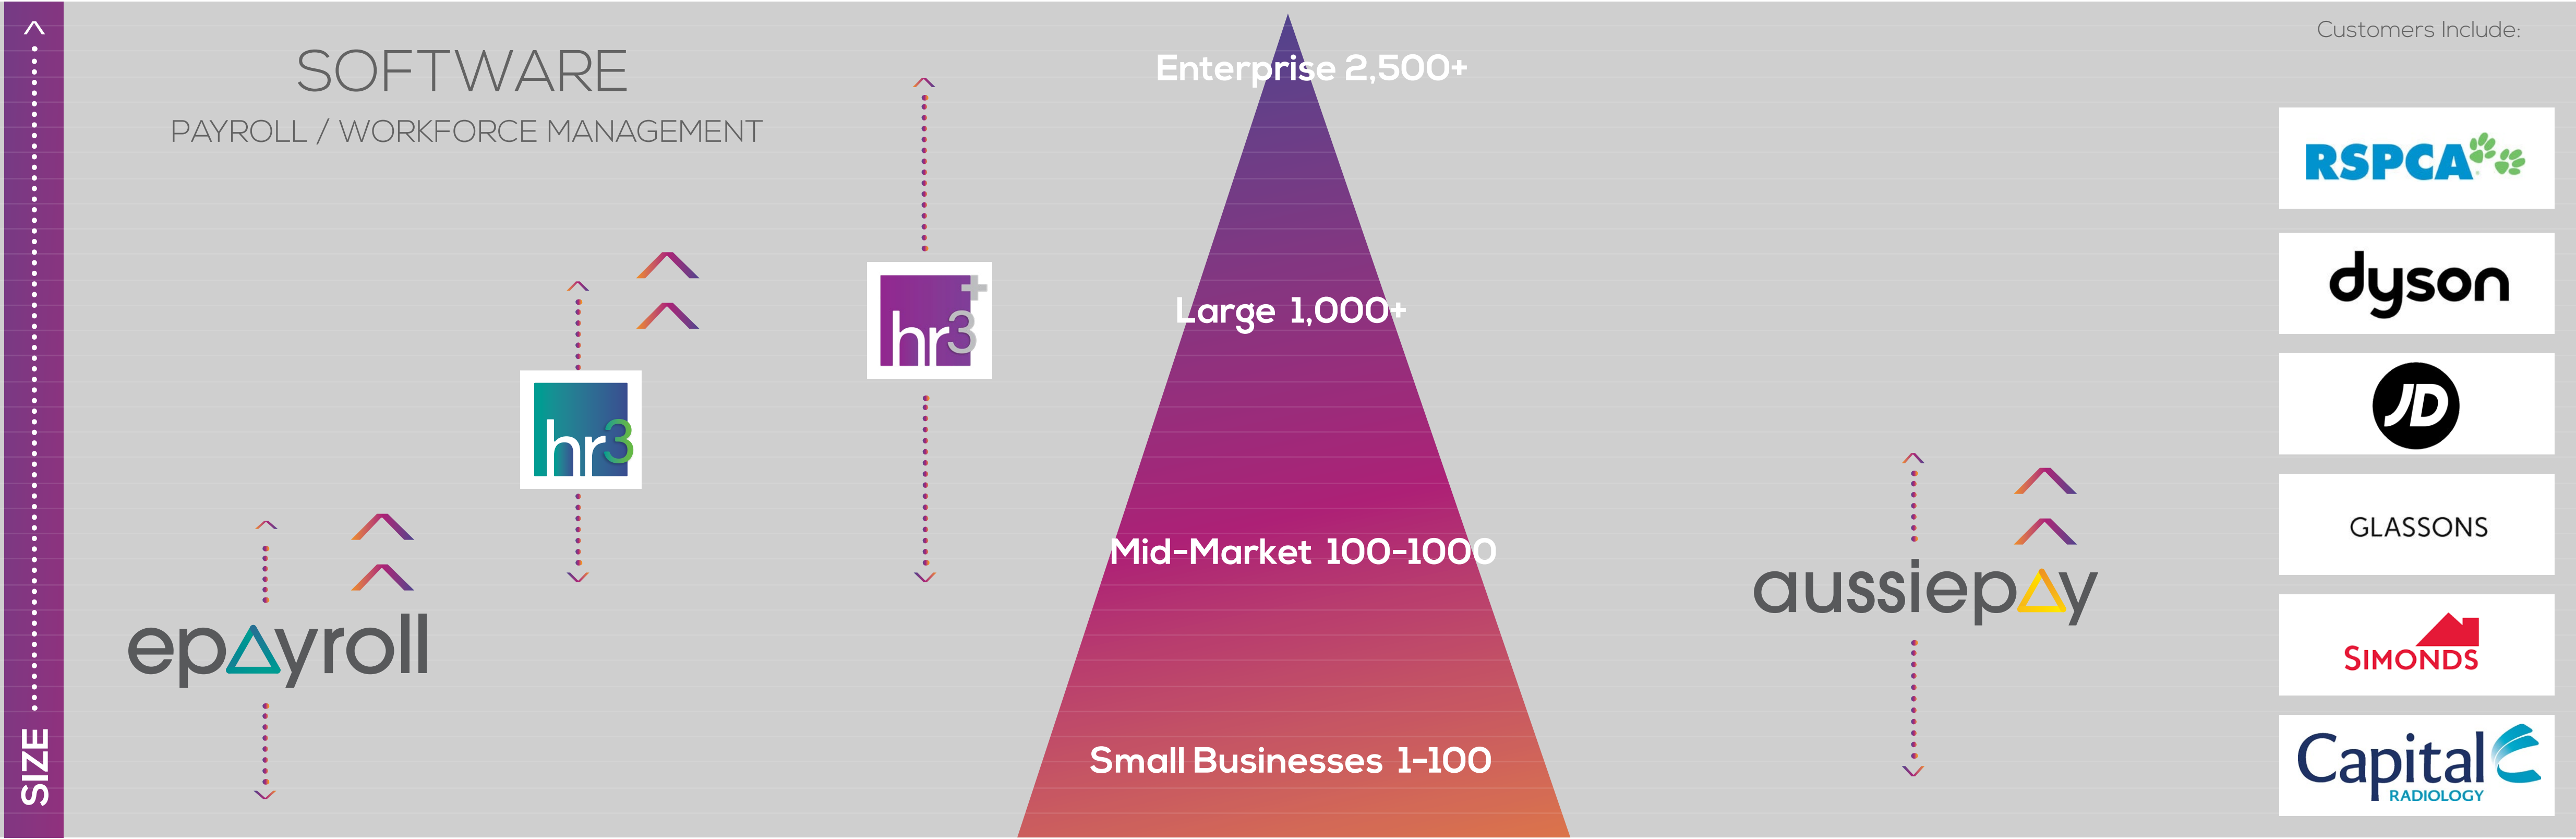 SIZE
SOFTWARE
PAYROLL / WORKFORCE MANAGEMENT
epayroll
hr3
hr3+
Enterprise 2,500+
Large 1,000+
Mid-Market 100-1000
Small Businesses 1-100
aussiepay
Customers Include:
RSPCA
dyson
JD
GLASSONS
SIMONDS
Capital
RADIOLOGY